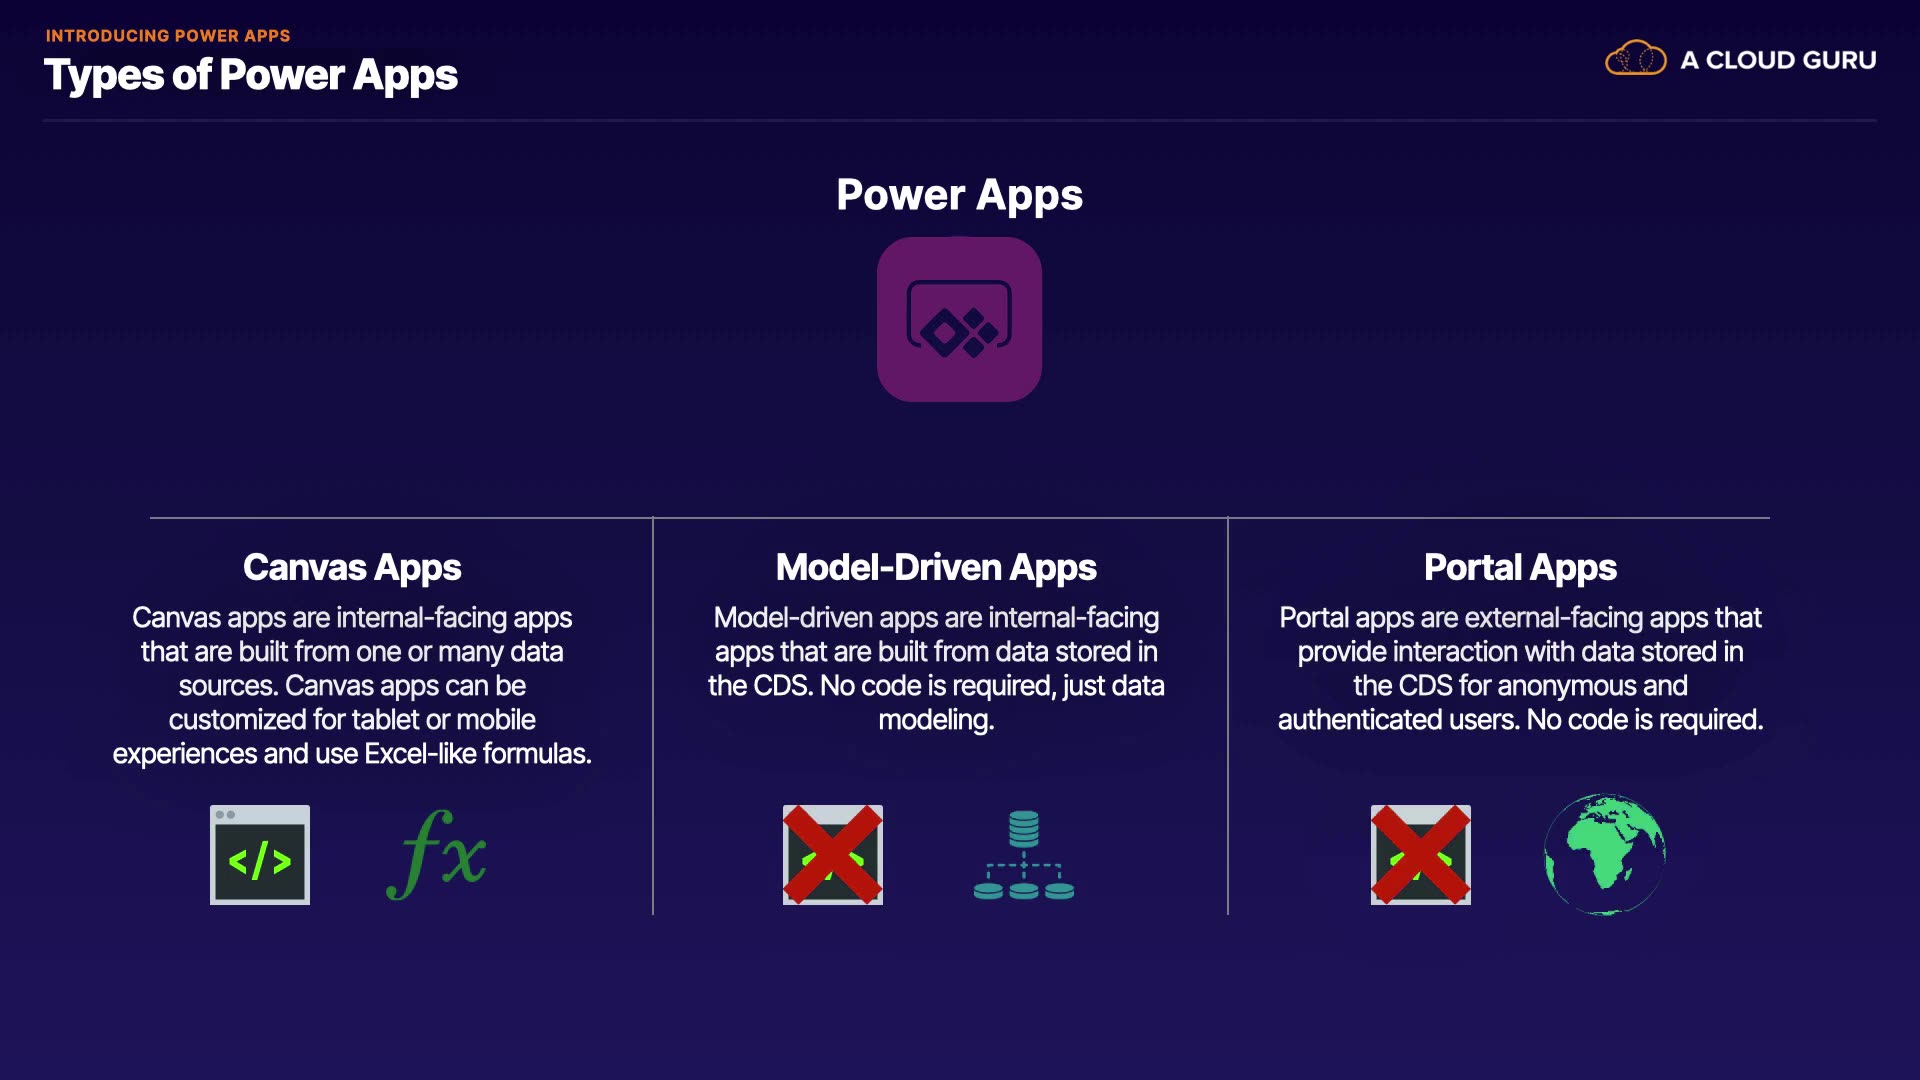 INTRODUCING POWER APPS
Types of Power Apps
A CLOUD GURU
Power Apps
Canvas Apps
Canvas apps are internal-facing apps
that are built from one or many data
sources. Canvas apps can be
customized for tablet or mobile
experiences and use Excel-like formulas.
</>
fx
Model-Driven Apps
Model-driven apps are internal-facing
apps that are built from data stored in
the CDS. No code is required, just data
modeling.
Portal Apps
Portal apps are external-facing apps that
provide interaction with data stored in
the CDS for anonymous and
authenticated users. No code is required.